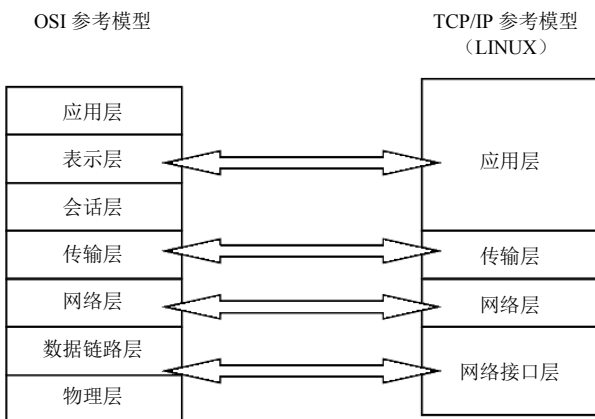 OSI 参考模型
TCP/IP 参考模型
（LINUX）
应用层
表示层
会话层
传输层
网络层
数据链路层
物理层
应用层
传输层
网络层
网络接口层